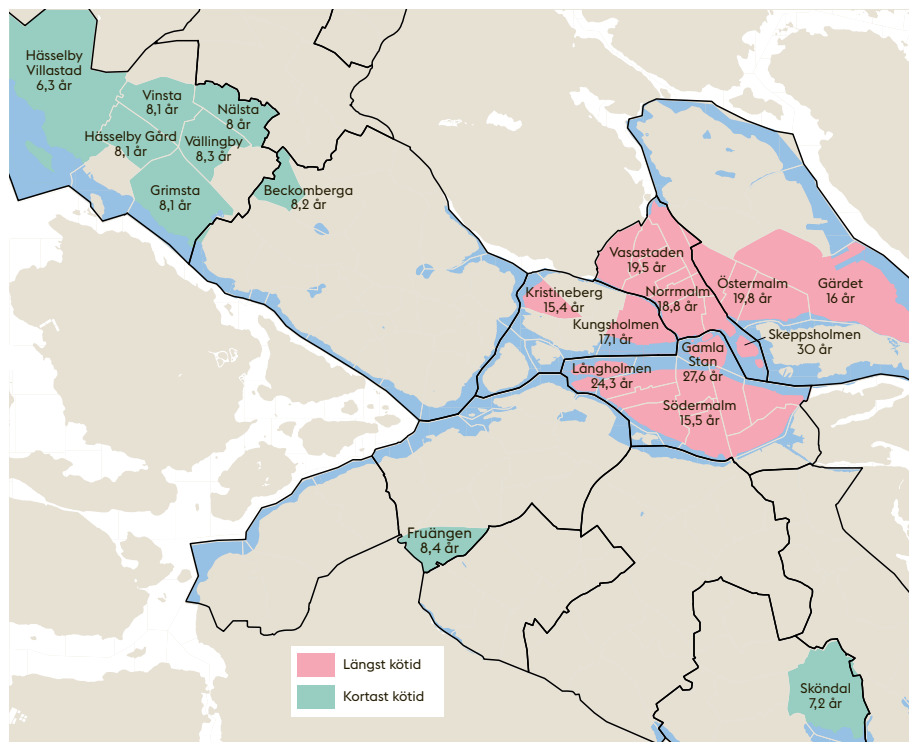 Hässelby
Villastad
6,3 år
Vinsta
8,1 år
Nälsta
8 år
Hässelby Gård
8,1 år
Vällingby
8,3 år
Grimsta
8,1 år
Beckomberga
8,2 år
Vasastaden
19,5 år
Norrmalm
18,8 år
Östermalm
19,8 år
Gärdet
16 år
Kristineberg
15,4 år
Kungsholmen
17,1 år
Skeppsholmen
30 år
Gamla
Stan
27,6 år
Långholmen
24,3 år
Södermalm
15,5 år
Fruängen
8,4 år
Längst kötid
Kortast kötid
Sköndal
7,2 år